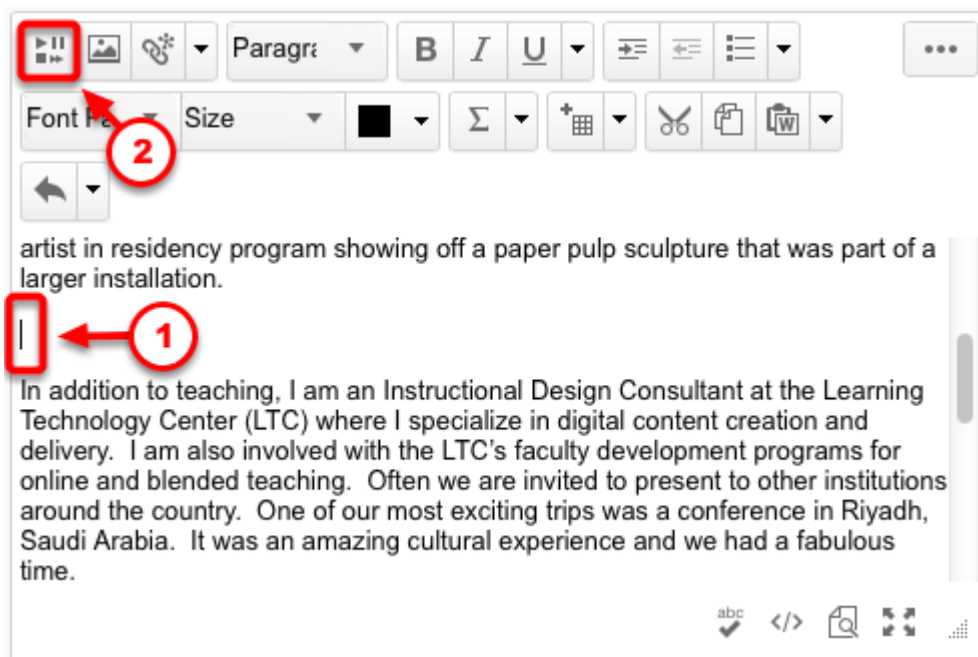 Paragra B I U
Font Pa Size
2
artist in residency program showing off a paper pulp sculpture that was part of a
larger installation.
1
In addition to teaching, I am an Instructional Design Consultant at the Learning
Technology Center (LTC) where I specialize in digital content creation and
delivery.  I am also involved with the LTC's faculty development programs for
online and blended teaching.  Often we are invited to present to other institutions
around the country.  One of our most exciting trips was a conference in Riyadh,
Saudi Arabia.  It was an amazing cultural experience and we had a fabulous
time.
abc </>